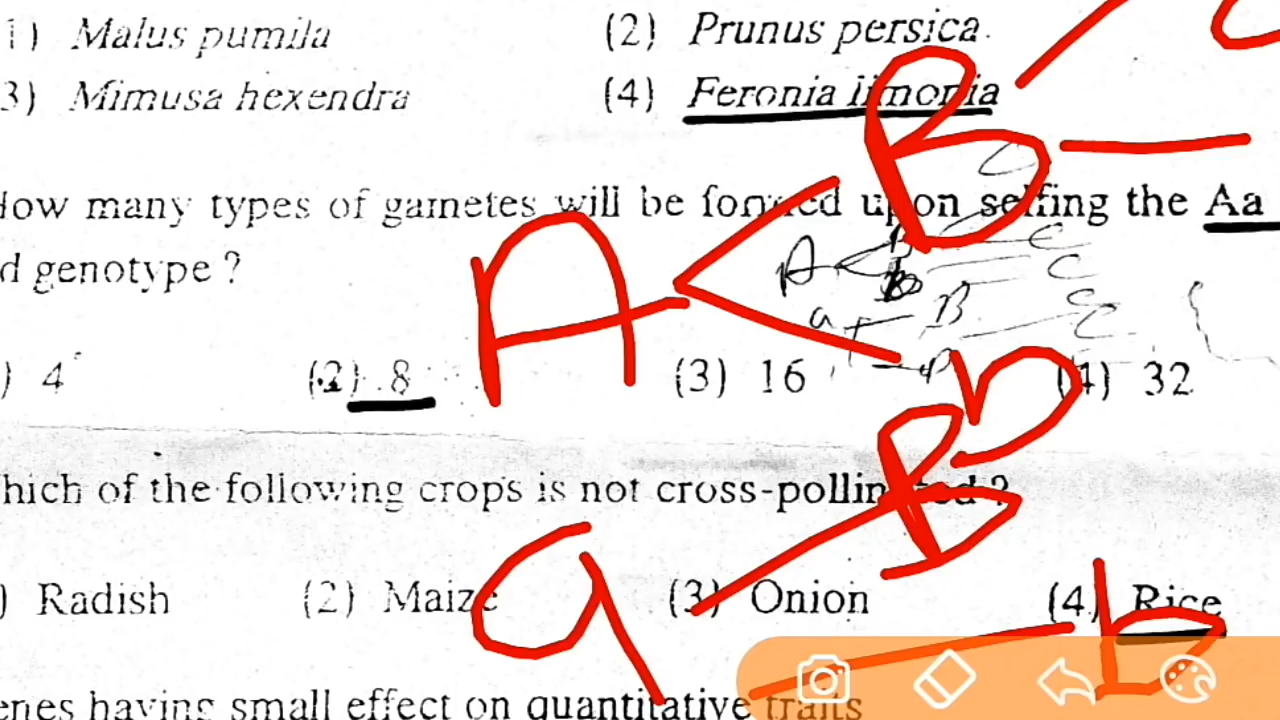 1) Malus pumila (2) Prunus persica.
3) Mimusa hexendra (4) Feronia limonia
How many types of gametes will be formed upon selfing the Aa
d genotype ?
) 4 (2) 8 (3) 16 (4) 32
hich of the following crops is not cross-pollinated ?
) Radish (2) Maize (3) Onion (4) Rice
enes having small effect on quantitative traits
A B
B
a b
A
a B